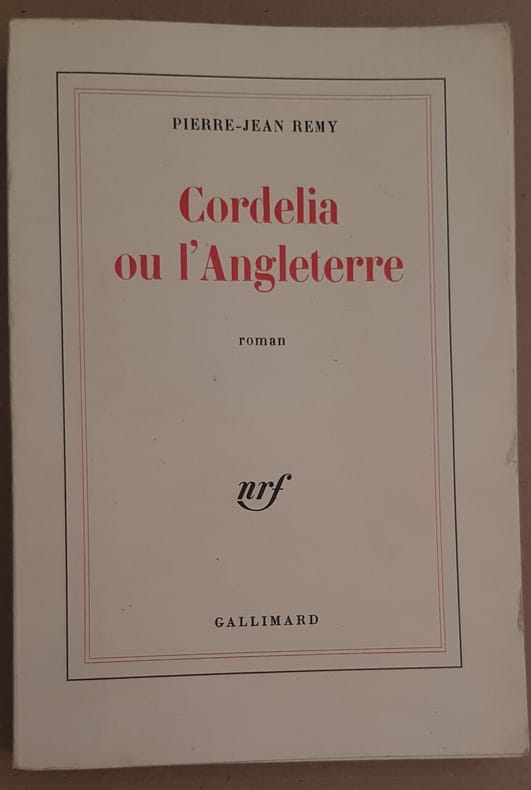 PIERRE-JEAN REMY
Cordelia
ou l'Angleterre
roman
nrf
GALLIMARD